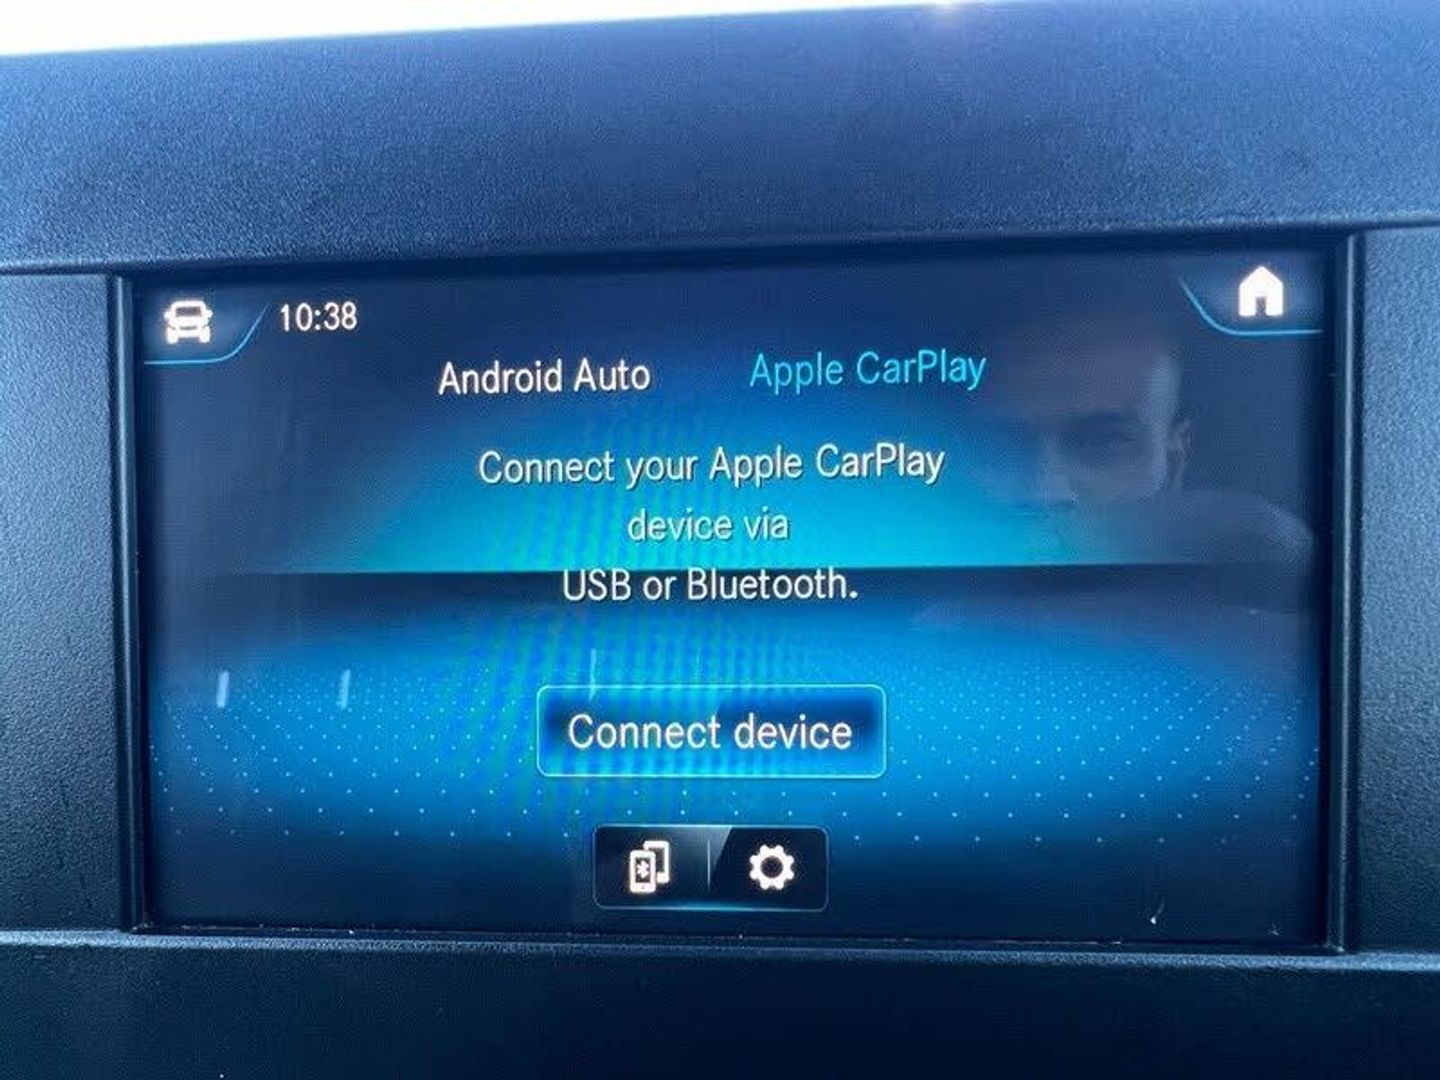 10:38
Android Auto Apple CarPlay
Connect your Apple CarPlay
device via
USB or Bluetooth.
Connect device